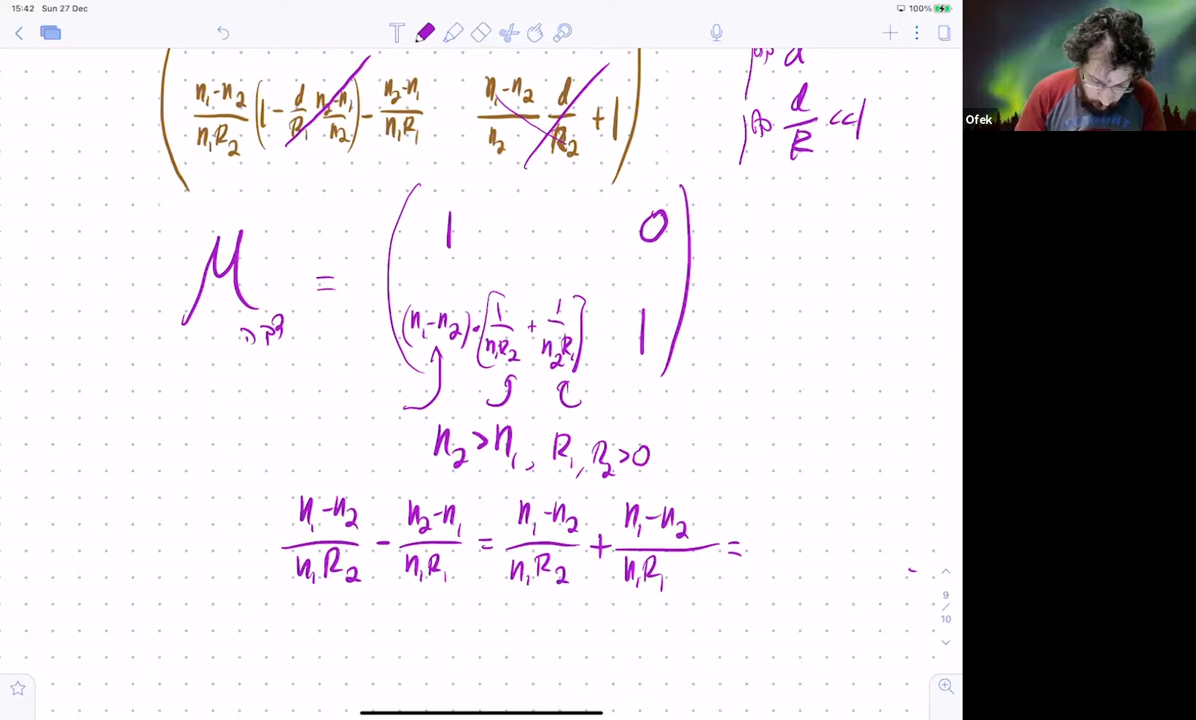 15:42 Sun 27 Dec
100%
T
n₁-n₂/n₁R₂ (1 - d/R₁ n₂-n₁/n₂) - n₂-n₁/n₁R₁ n₁-n₂/n₂ d/R₂ + 1
d/R <<1
Ofek
M = ( 1 0
(n₁-n₂)·[1/n₁R₂ + 1/n₂R₁] 1 )
n₂ > n₁, R₁, R₂ > 0
n₁-n₂/n₁R₂ - n₂-n₁/n₁R₁ = n₁-n₂/n₁R₂ + n₁-n₂/n₁R₁ =
9
/
10